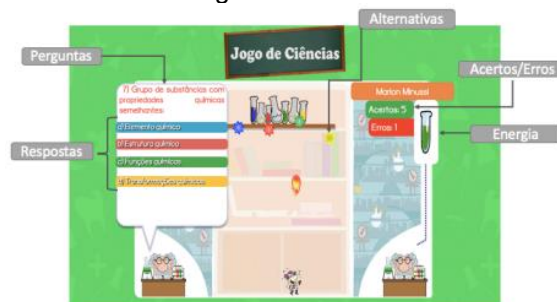 Alternativas
Perguntas
Jogo de Ciências
Acertos/Erros
7) Grupo de substâncias com
propriedades químicas
semelhantes:
Marlon Minussi
Acertos: 5
Erros: 1
Energia
a) Elemento químico
b) Estrutura química
Respostas
c) Funções químicas
d) Transformações químicas